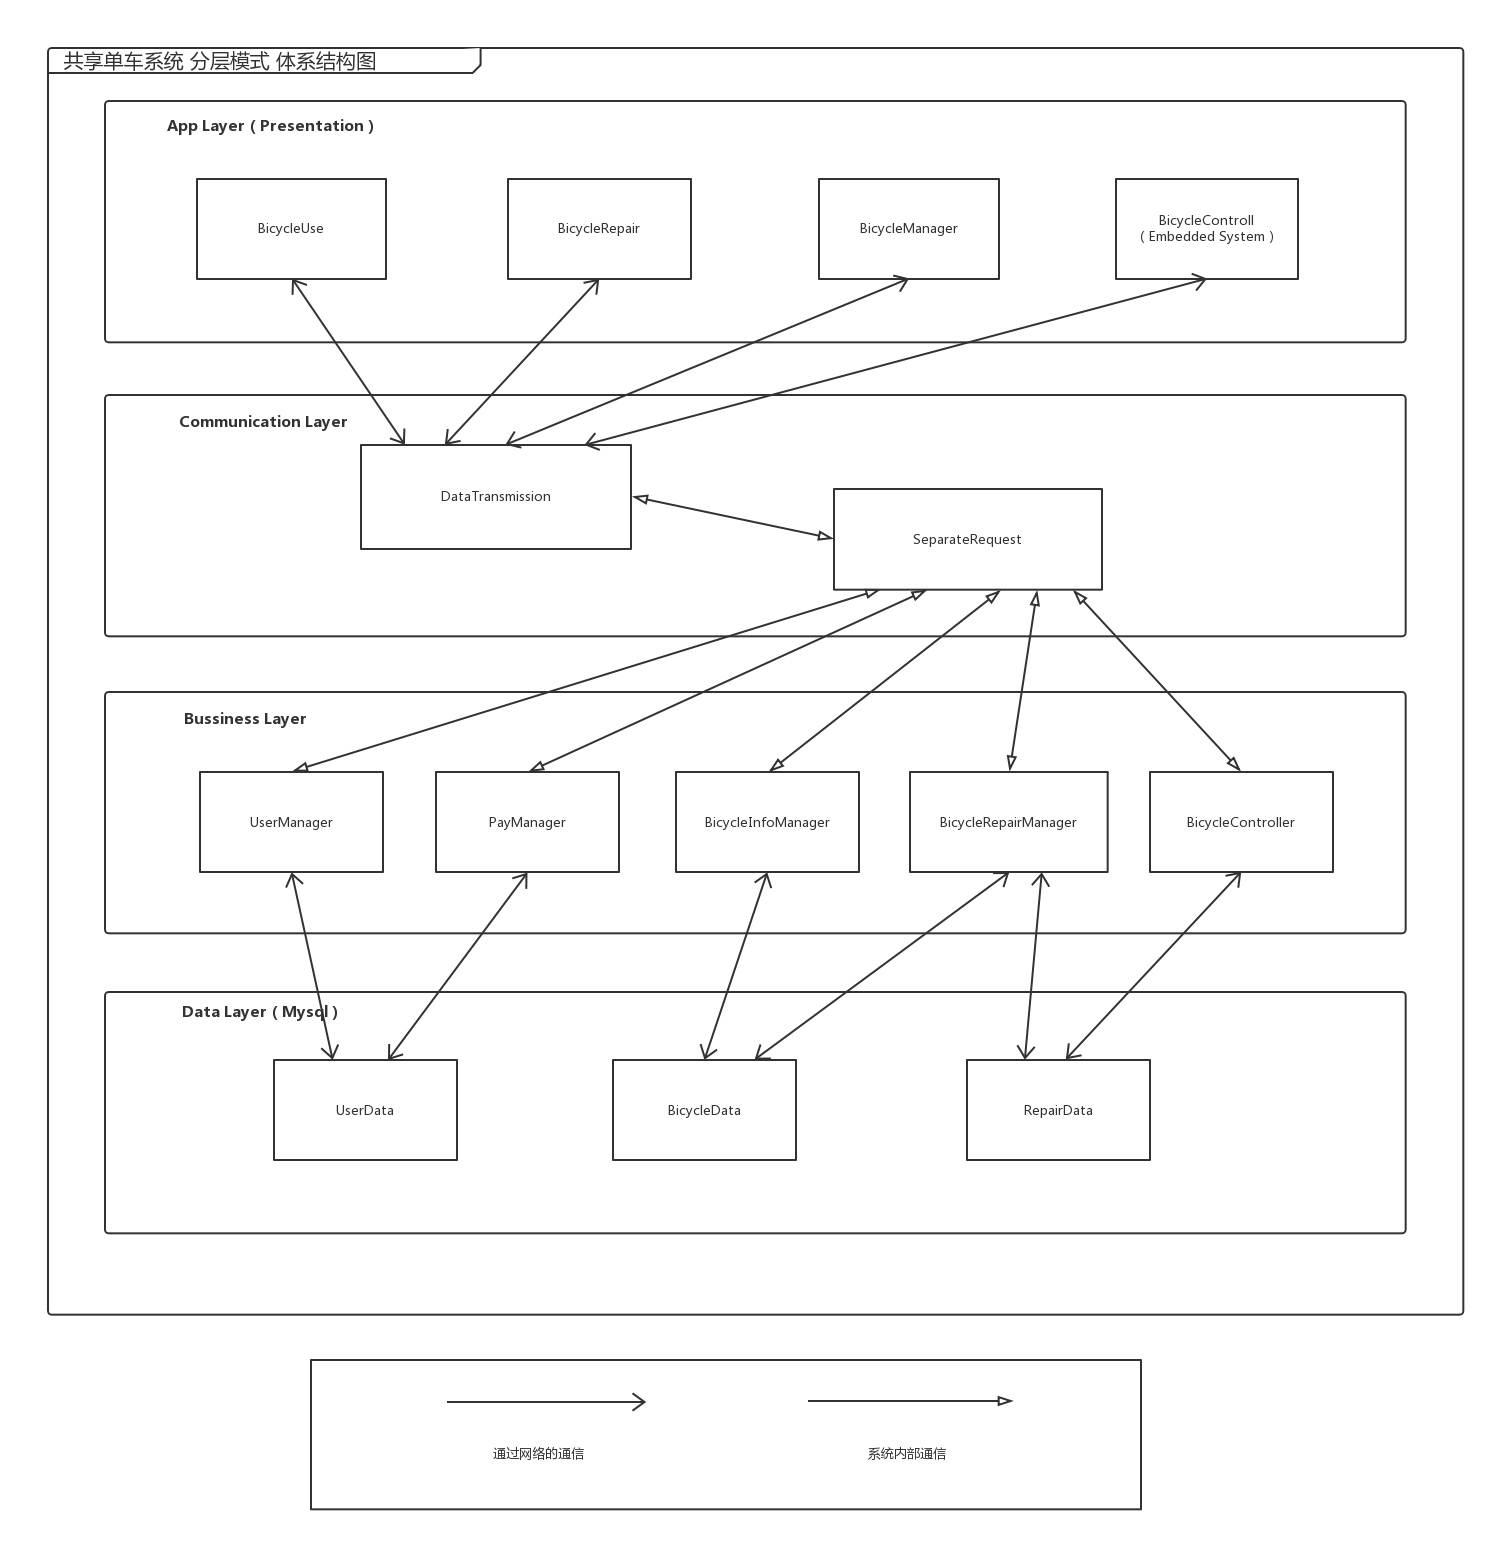 共享单车系统 分层模式 体系结构图
App Layer ( Presentation )
BicycleUse
BicycleRepair
BicycleManager
BicycleControll
( Embedded System )
Communication Layer
DataTransmission
SeparateRequest
Bussiness Layer
UserManager
PayManager
BicycleInfoManager
BicycleRepairManager
BicycleController
Data Layer ( Mysql )
UserData
BicycleData
RepairData
通过网络的通信
系统内部通信